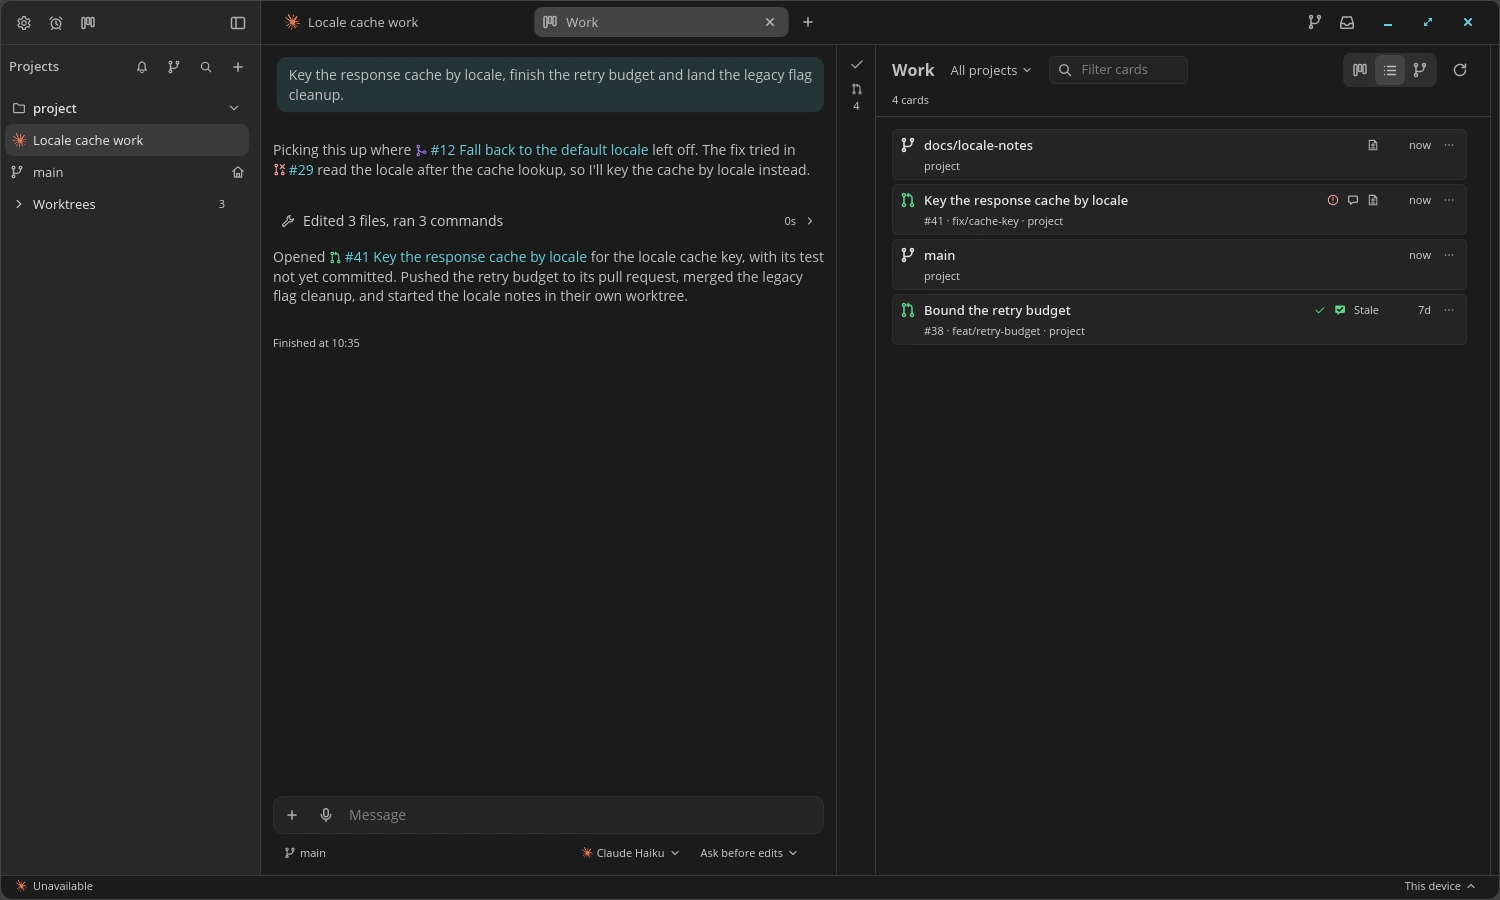 Locale cache work
Work
Projects
project
Locale cache work
main
Worktrees
3
Key the response cache by locale, finish the retry budget and land the legacy flag
cleanup.
Picking this up where #12 Fall back to the default locale left off. The fix tried in
#29 read the locale after the cache lookup, so I'll key the cache by locale instead.
Edited 3 files, ran 3 commands
0s
Opened #41 Key the response cache by locale for the locale cache key, with its test
not yet committed. Pushed the retry budget to its pull request, merged the legacy
flag cleanup, and started the locale notes in their own worktree.
Finished at 10:35
Message
main
Claude Haiku
Ask before edits
4
Work
All projects
Filter cards
4 cards
docs/locale-notes
now
project
Key the response cache by locale
now
#41 · fix/cache-key · project
main
now
project
Bound the retry budget
Stale
7d
#38 · feat/retry-budget · project
Unavailable
This device